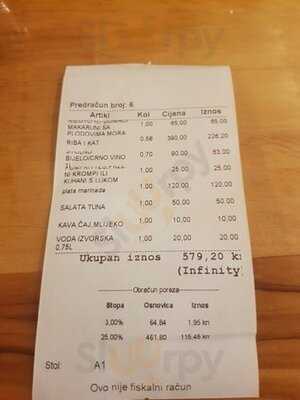 Predračun broj: 6
Artikl Kol Cijena Iznos
MAKARUNI SA 1,00 65,00 65,00
PLODOVIMA MORA
RIBA I KAT 0,58 390,00 226,20
BIJELO/CRNO VINO 0,70 90,00 63,00
NI KROMPI ILI 1,00 25,00 25,00
KUHANI S LUKOM
plata marinada 1,00 120,00 120,00
SALATA TUNA 1,00 50,00 50,00
KAVA ČAJ,MLIJEKO 1,00 10,00 10,00
VODA IZVORSKA 1,00 20,00 20,00
0,75L
Ukupan iznos 579,20 k
(Infinity
Obračun poreza
Stopa Osnovica Iznos
3,00% 64,84 1,95 kn
25,00% 461,80 115,45 kn
Stol: A1
Ovo nije fiskalni račun
Sluurpy